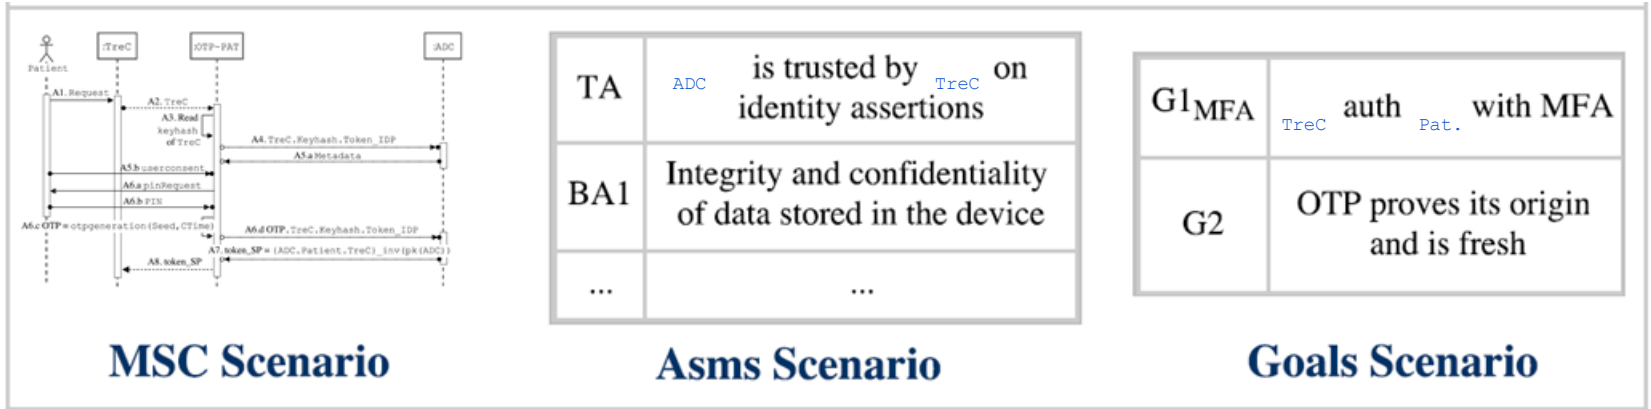 :TreC
:OTP-PAT
:ADC
Patient
A1. Request
A2. TreC
A3. Read
keyhash
of TreC
A4. TreC.Keyhash.Token_IDP
A5.a Metadata
A5.b userconsent
A6.a pinRequest
A6.b PIN
A6.c OTP = otpgeneration(Seed,CTime)
A6.d OTP.TreC.Keyhash.Token_IDP
A7. token_SP = (ADC.Patient.TreC)_inv(pk(ADC))
A8. token_SP
MSC Scenario
TA
ADC is trusted by TreC on
identity assertions
BA1
Integrity and confidentiality
of data stored in the device
...
...
Asms Scenario
G1MFA
TreC auth Pat. with MFA
G2
OTP proves its origin
and is fresh
Goals Scenario